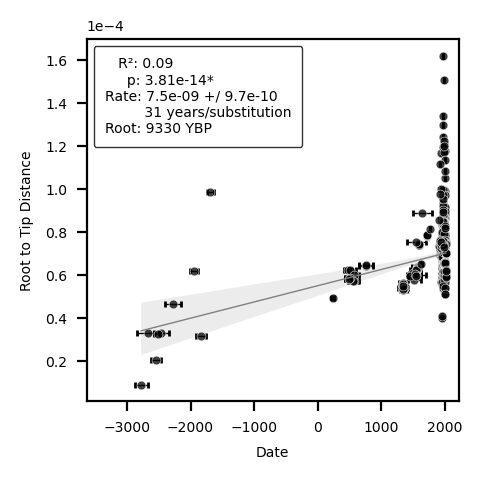 1e−4
R²: 0.09
p: 3.81e-14*
Rate: 7.5e-09 +/ 9.7e-10
31 years/substitution
Root: 9330 YBP
1.6
1.4
1.2
1.0
0.8
0.6
0.4
0.2
Root to Tip Distance
−3000 −2000 −1000 0 1000 2000
Date